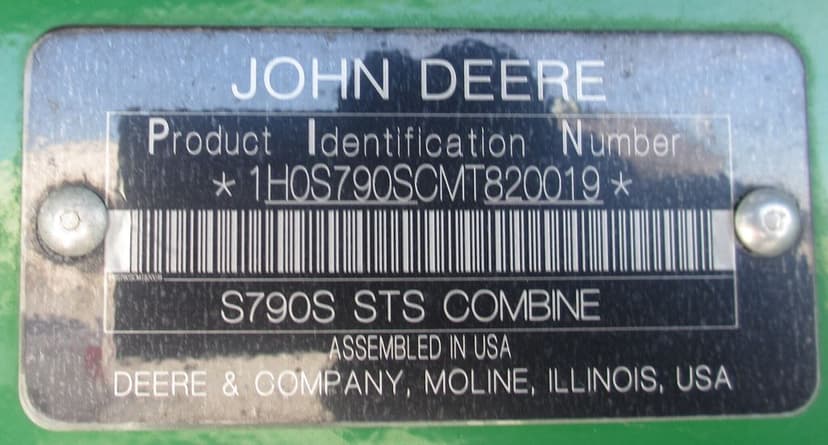 JOHN DEERE
Product Identification Number
*1H0S790SCMT820019*
S790S STS COMBINE
ASSEMBLED IN USA
DEERE & COMPANY, MOLINE, ILLINOIS, USA